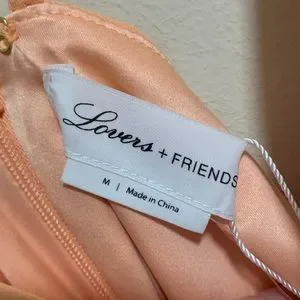 Lovers + FRIENDS
M | Made in China